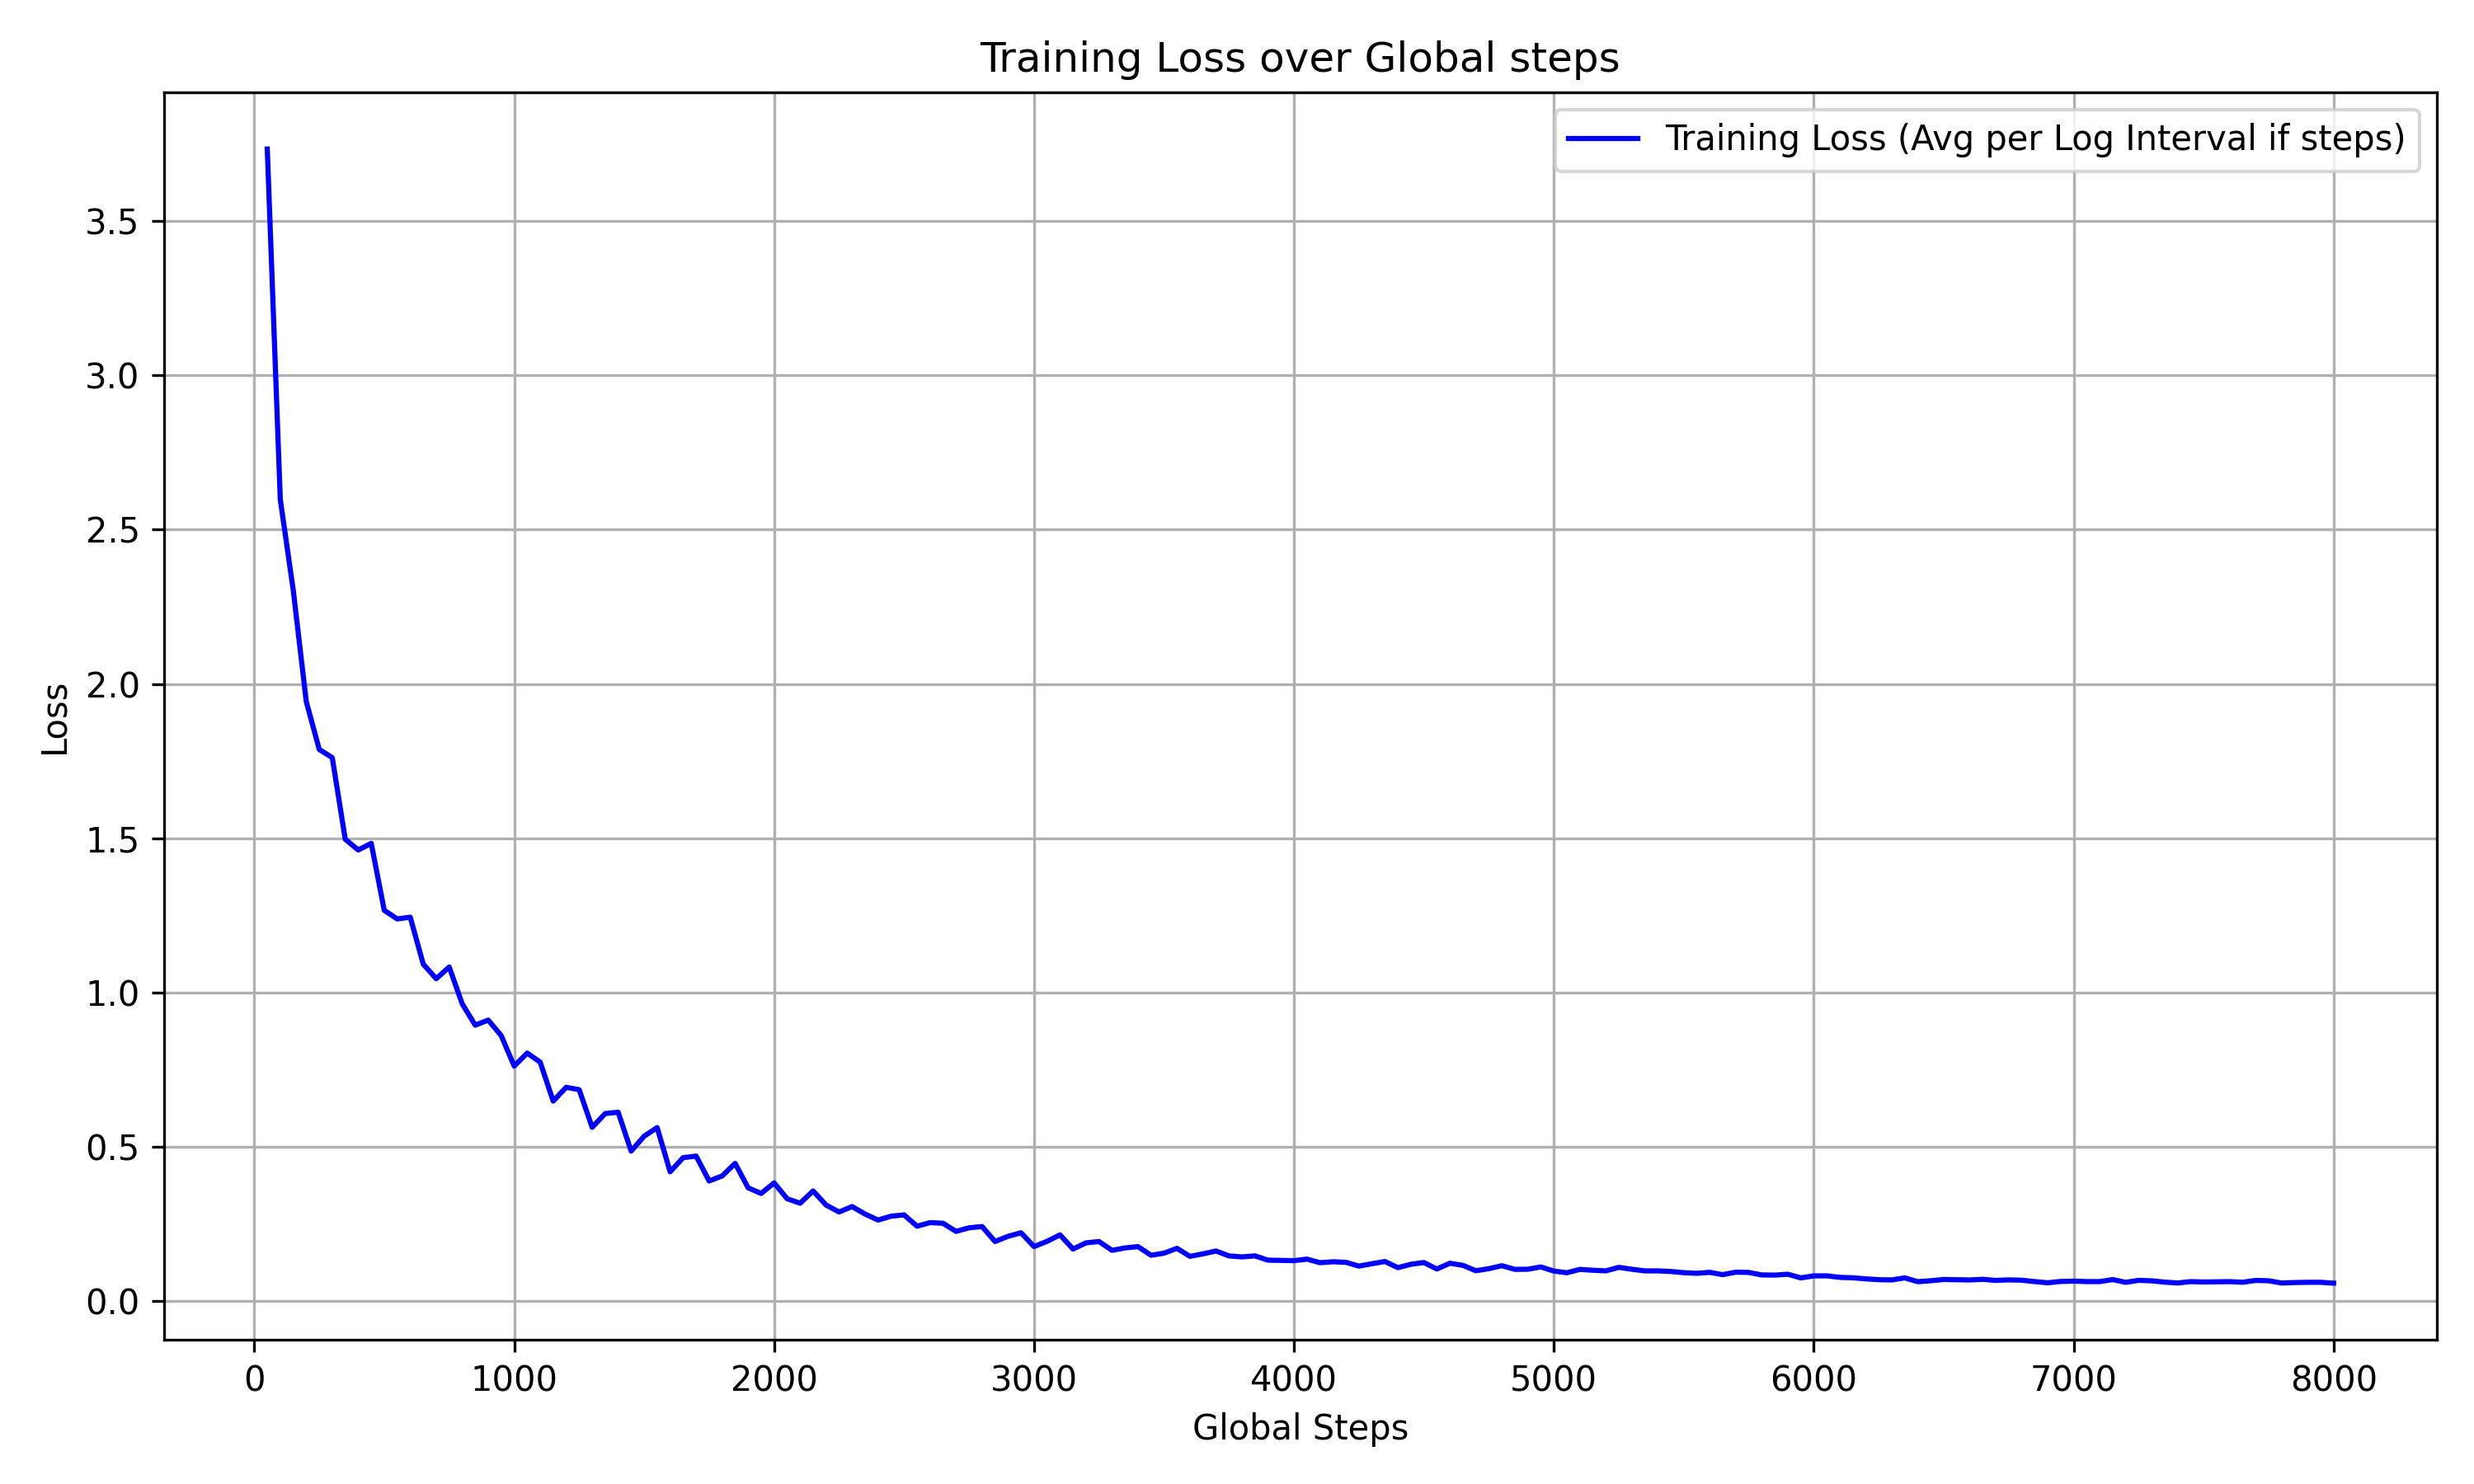 Training Loss over Global steps
Training Loss (Avg per Log Interval if steps)
3.5
3.0
2.5
2.0
1.5
1.0
0.5
0.0
Loss
0 1000 2000 3000 4000 5000 6000 7000 8000
Global Steps